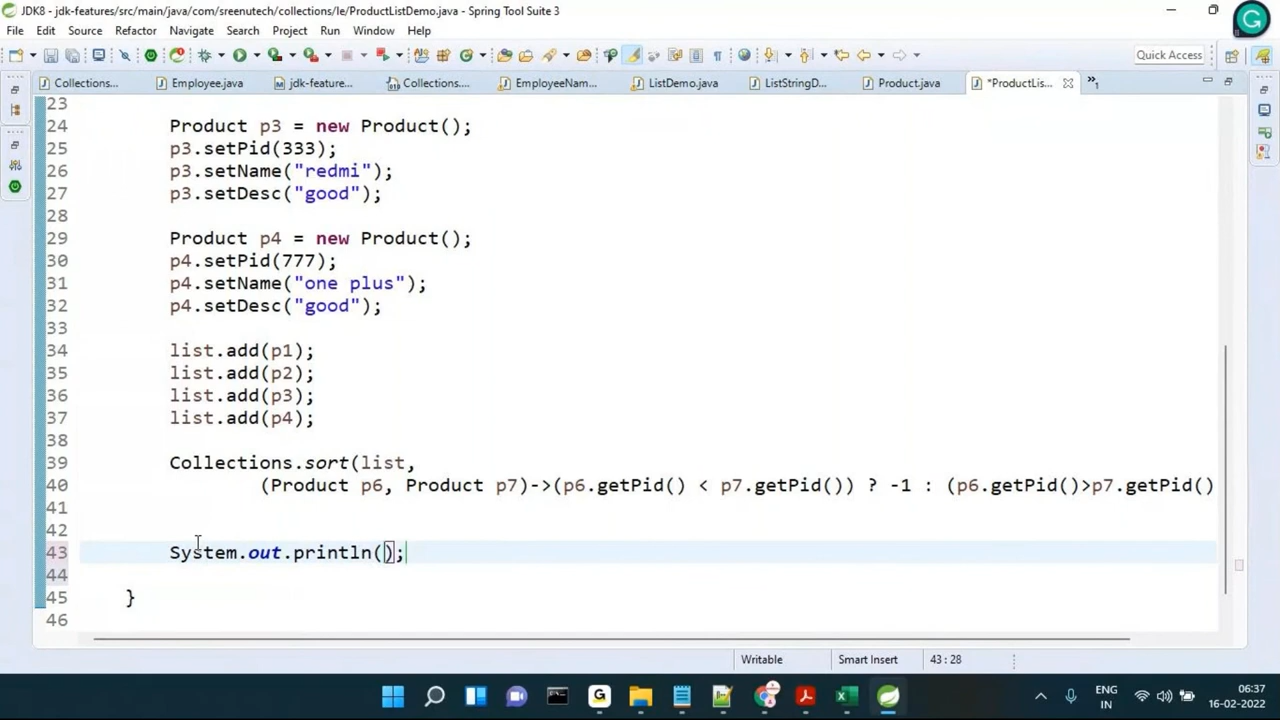 JDK8 - jdk-features/src/main/java/com/sreenutech/collections/le/ProductListDemo.java - Spring Tool Suite 3
File Edit Source Refactor Navigate Search Project Run Window Help
Quick Access
Collections... Employee.java jdk-feature... Collections.... EmployeeNam... ListDemo.java ListStringD... Product.java *ProductLis... »1
23
24 Product p3 = new Product();
25 p3.setPid(333);
26 p3.setName("redmi");
27 p3.setDesc("good");
28
29 Product p4 = new Product();
30 p4.setPid(777);
31 p4.setName("one plus");
32 p4.setDesc("good");
33
34 list.add(p1);
35 list.add(p2);
36 list.add(p3);
37 list.add(p4);
38
39 Collections.sort(list,
40 (Product p6, Product p7)->(p6.getPid() < p7.getPid()) ? -1 : (p6.getPid()>p7.getPid()
41
42
43 System.out.println();
44
45 }
46
Writable Smart Insert 43 : 28
ENG
IN
06:37
16-02-2022